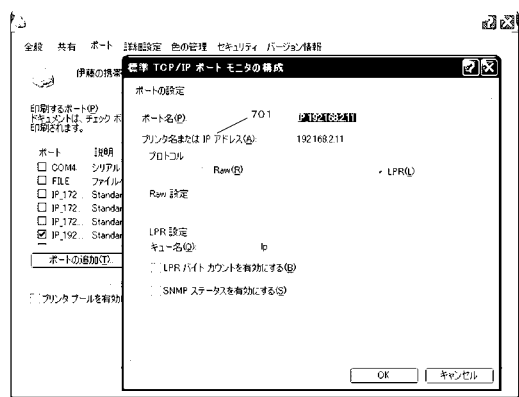 全般 共有 ポート 詳細設定 色の管理 セキュリティ バージョン情報
伊藤の携帯
印刷するポート(P)
ドキュメントは、チェック ボ
印刷されます。
ポート 説明
COM4: シリアル
FILE: ファイルへ
IP_172... Standar
IP_172... Standar
IP_172... Standar
IP_192... Standar
ポートの追加(T)...
プリンタ プールを有効
標準 TCP/IP ポート モニタの構成
ポートの設定
ポート名(P): IP_192.168.2.11
701
プリンタ名または IP アドレス(A): 192.168.2.11
プロトコル
Raw(R) LPR(L)
Raw 設定
LPR 設定
キュー名(Q): lp
LPR バイト カウントを有効にする(B)
SNMP ステータスを有効にする(S)
OK キャンセル